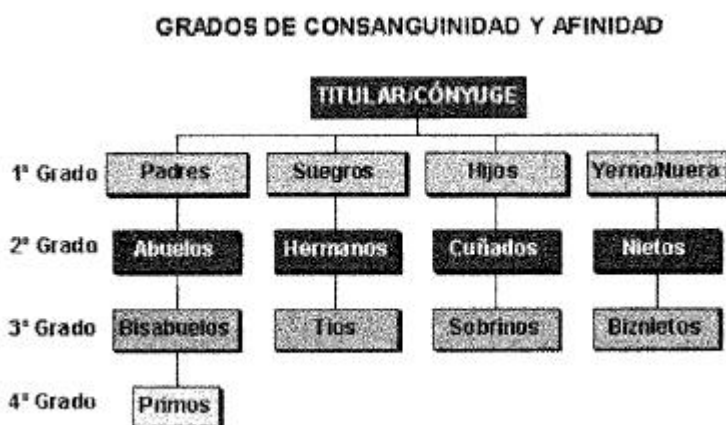 GRADOS DE CONSANGUINIDAD Y AFINIDAD
TITULAR/CÓNYUGE
1º Grado Padres Suegros Hijos Yerno/Nuera
2º Grado Abuelos Hermanos Cuñados Nietos
3º Grado Bisabuelos Tíos Sobrinos Biznietos
4º Grado Primos